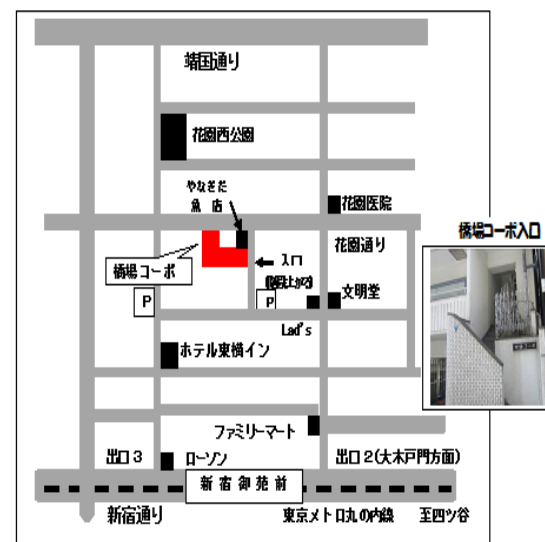 靖国通り
花園西公園
やなぎだ
魚 店
花園医院
橋場コーポ入口
花園通り
入口
橋場コーポ
P
P
文明堂
Lad's
ホテル東横イン
ファミリーマート
出口3
ローソン
出口2(大木戸門方面)
新宿御苑前
新宿通り
東京メトロ丸の内線
至四ツ谷